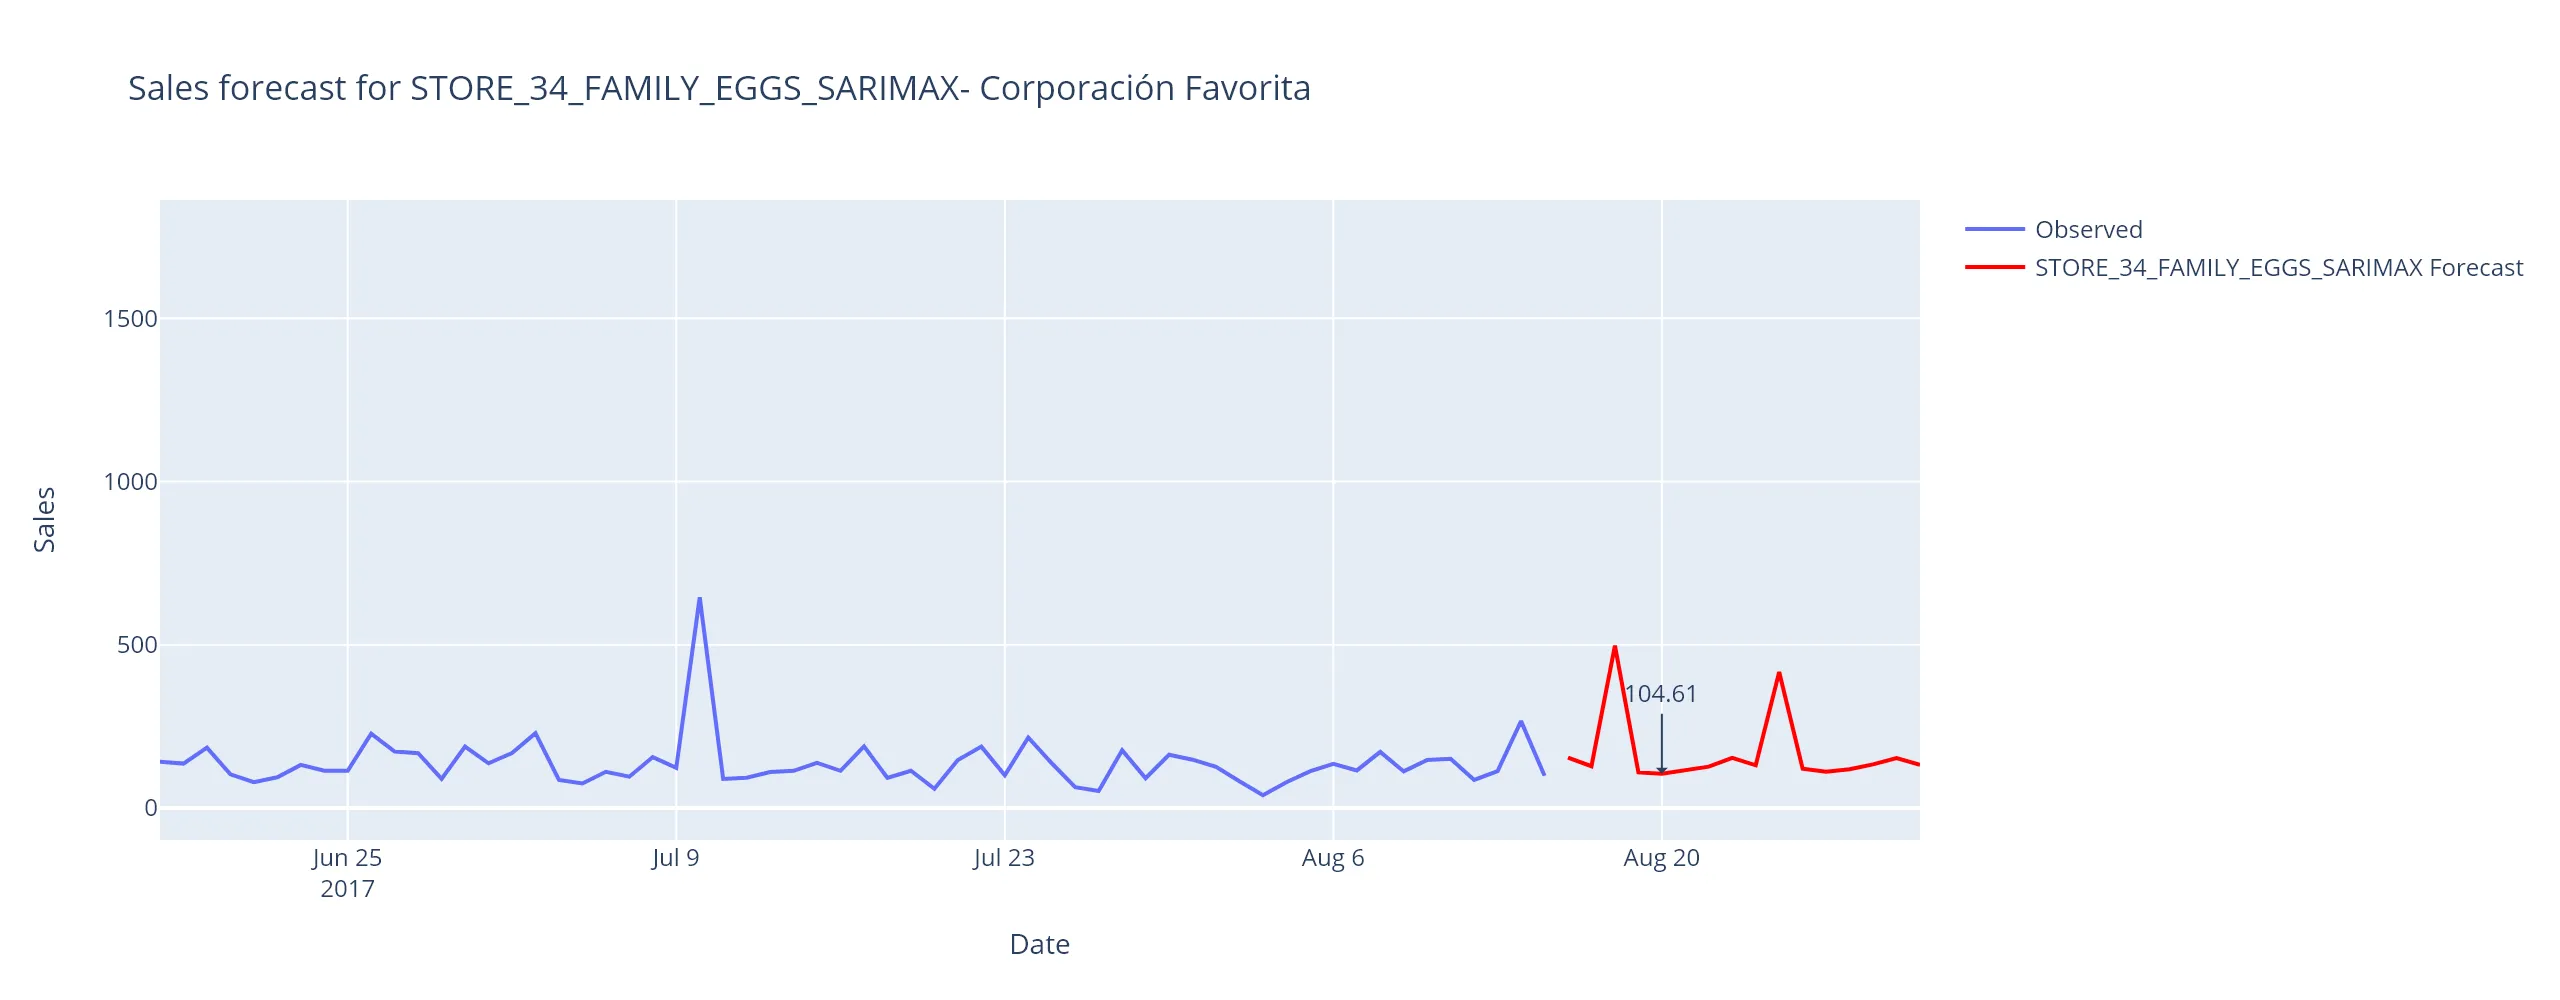 Sales forecast for STORE_34_FAMILY_EGGS_SARIMAX- Corporación Favorita
Observed
STORE_34_FAMILY_EGGS_SARIMAX Forecast
1500
1000
500
0
Sales
104.61
Jun 25
2017
Jul 9
Jul 23
Aug 6
Aug 20
Date